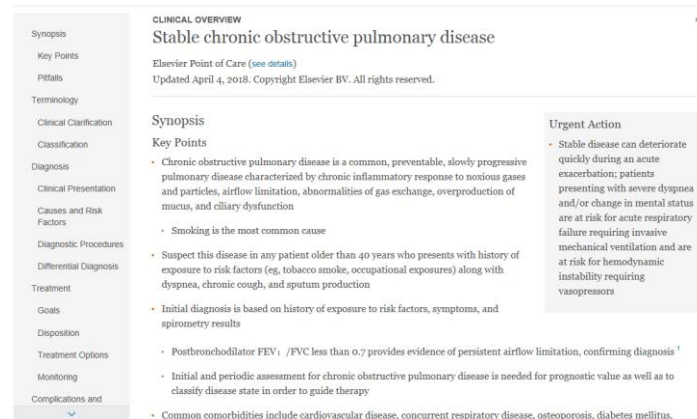 Synopsis
Key Points
Pitfalls
Terminology
Clinical Clarification
Classification
Diagnosis
Clinical Presentation
Causes and Risk
Factors
Diagnostic Procedures
Differential Diagnosis
Treatment
Goals
Disposition
Treatment Options
Monitoring
Complications and
CLINICAL OVERVIEW
Stable chronic obstructive pulmonary disease
Elsevier Point of Care (see details)
Updated April 4, 2018. Copyright Elsevier BV. All rights reserved.
Synopsis
Key Points
• Chronic obstructive pulmonary disease is a common, preventable, slowly progressive
pulmonary disease characterized by chronic inflammatory response to noxious gases
and particles, airflow limitation, abnormalities of gas exchange, overproduction of
mucus, and ciliary dysfunction
• Smoking is the most common cause
• Suspect this disease in any patient older than 40 years who presents with history of
exposure to risk factors (eg, tobacco smoke, occupational exposures) along with
dyspnea, chronic cough, and sputum production
• Initial diagnosis is based on history of exposure to risk factors, symptoms, and
spirometry results
• Postbronchodilator FEV₁ /FVC less than 0.7 provides evidence of persistent airflow limitation, confirming diagnosis ¹
• Initial and periodic assessment for chronic obstructive pulmonary disease is needed for prognostic value as well as to
classify disease state in order to guide therapy
• Common comorbidities include cardiovascular disease, concurrent respiratory disease, osteoporosis, diabetes mellitus,
Urgent Action
• Stable disease can deteriorate
quickly during an acute
exacerbation; patients
presenting with severe dyspnea
and/or change in mental status
are at risk for acute respiratory
failure requiring invasive
mechanical ventilation and are
at risk for hemodynamic
instability requiring
vasopressors